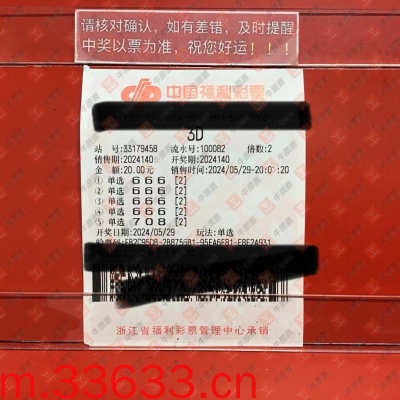 请核对确认，如有差错，及时提醒
中奖以票为准，祝您好运！！！
中国福利彩票
3D
站 号:33179458 流水号:100082 倍数:2
销售期:2024140 开奖期:2024140
金 额:20.00元 销售时间:2024/05/29-20:0 :20
① 单选 6 6 6 [2]
② 单选 6 6 6 [2]
③ 单选 6 6 6 [2]
④ 单选 6 6 6 [2]
⑤ 单选 7 0 8 [2]
开奖日期:2024/05/29 玩法:单选
浙江省福利彩票管理中心承销
m.33633.cn